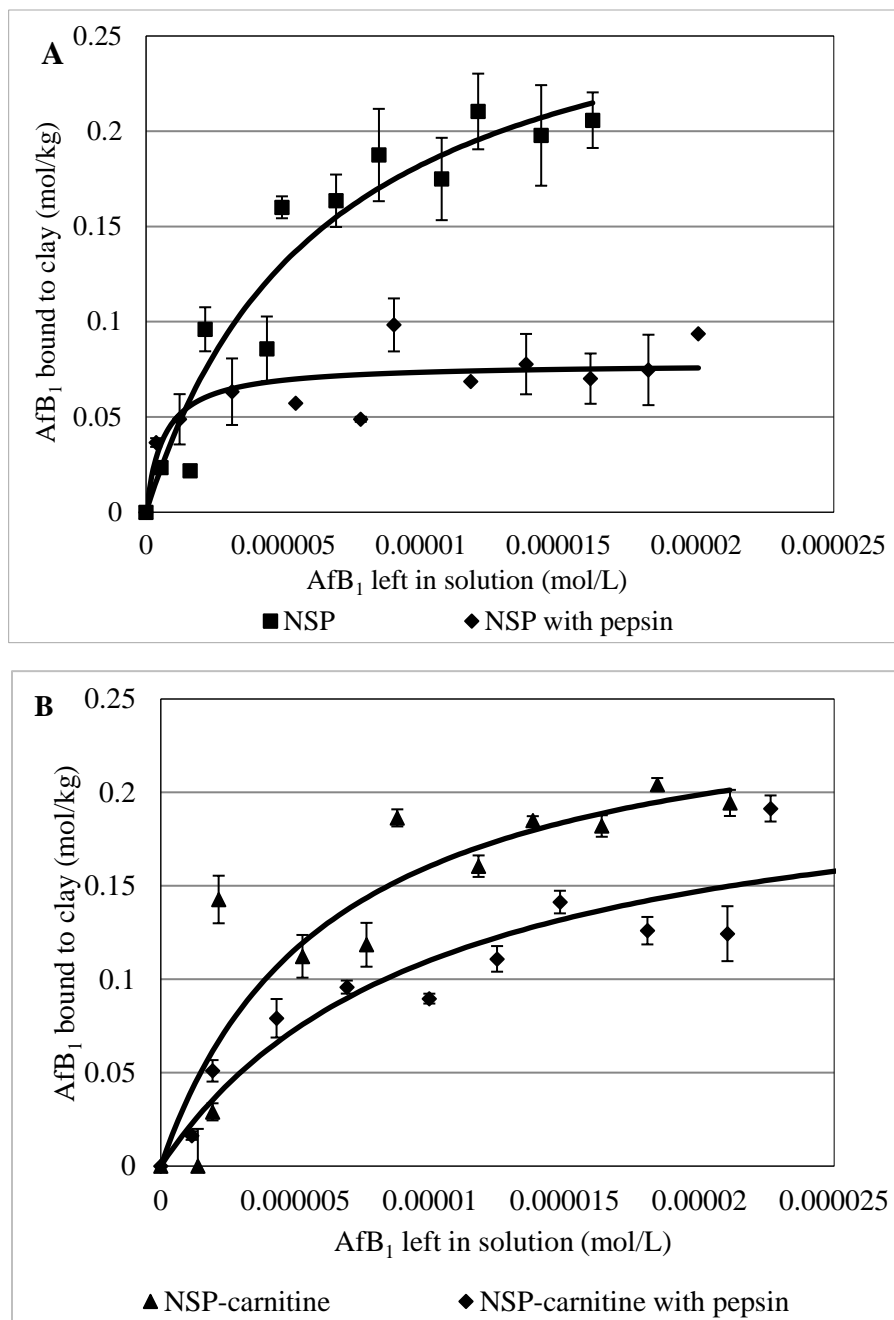 A
0.25
0.2
0.15
0.1
0.05
0
AfB₁ bound to clay (mol/kg)
0 0.000005 0.00001 0.000015 0.00002 0.000025
AfB₁ left in solution (mol/L)
NSP NSP with pepsin
B
0.25
0.2
0.15
0.1
0.05
0
AfB₁ bound to clay (mol/kg)
0 0.000005 0.00001 0.000015 0.00002 0.000025
AfB₁ left in solution (mol/L)
NSP-carnitine NSP-carnitine with pepsin